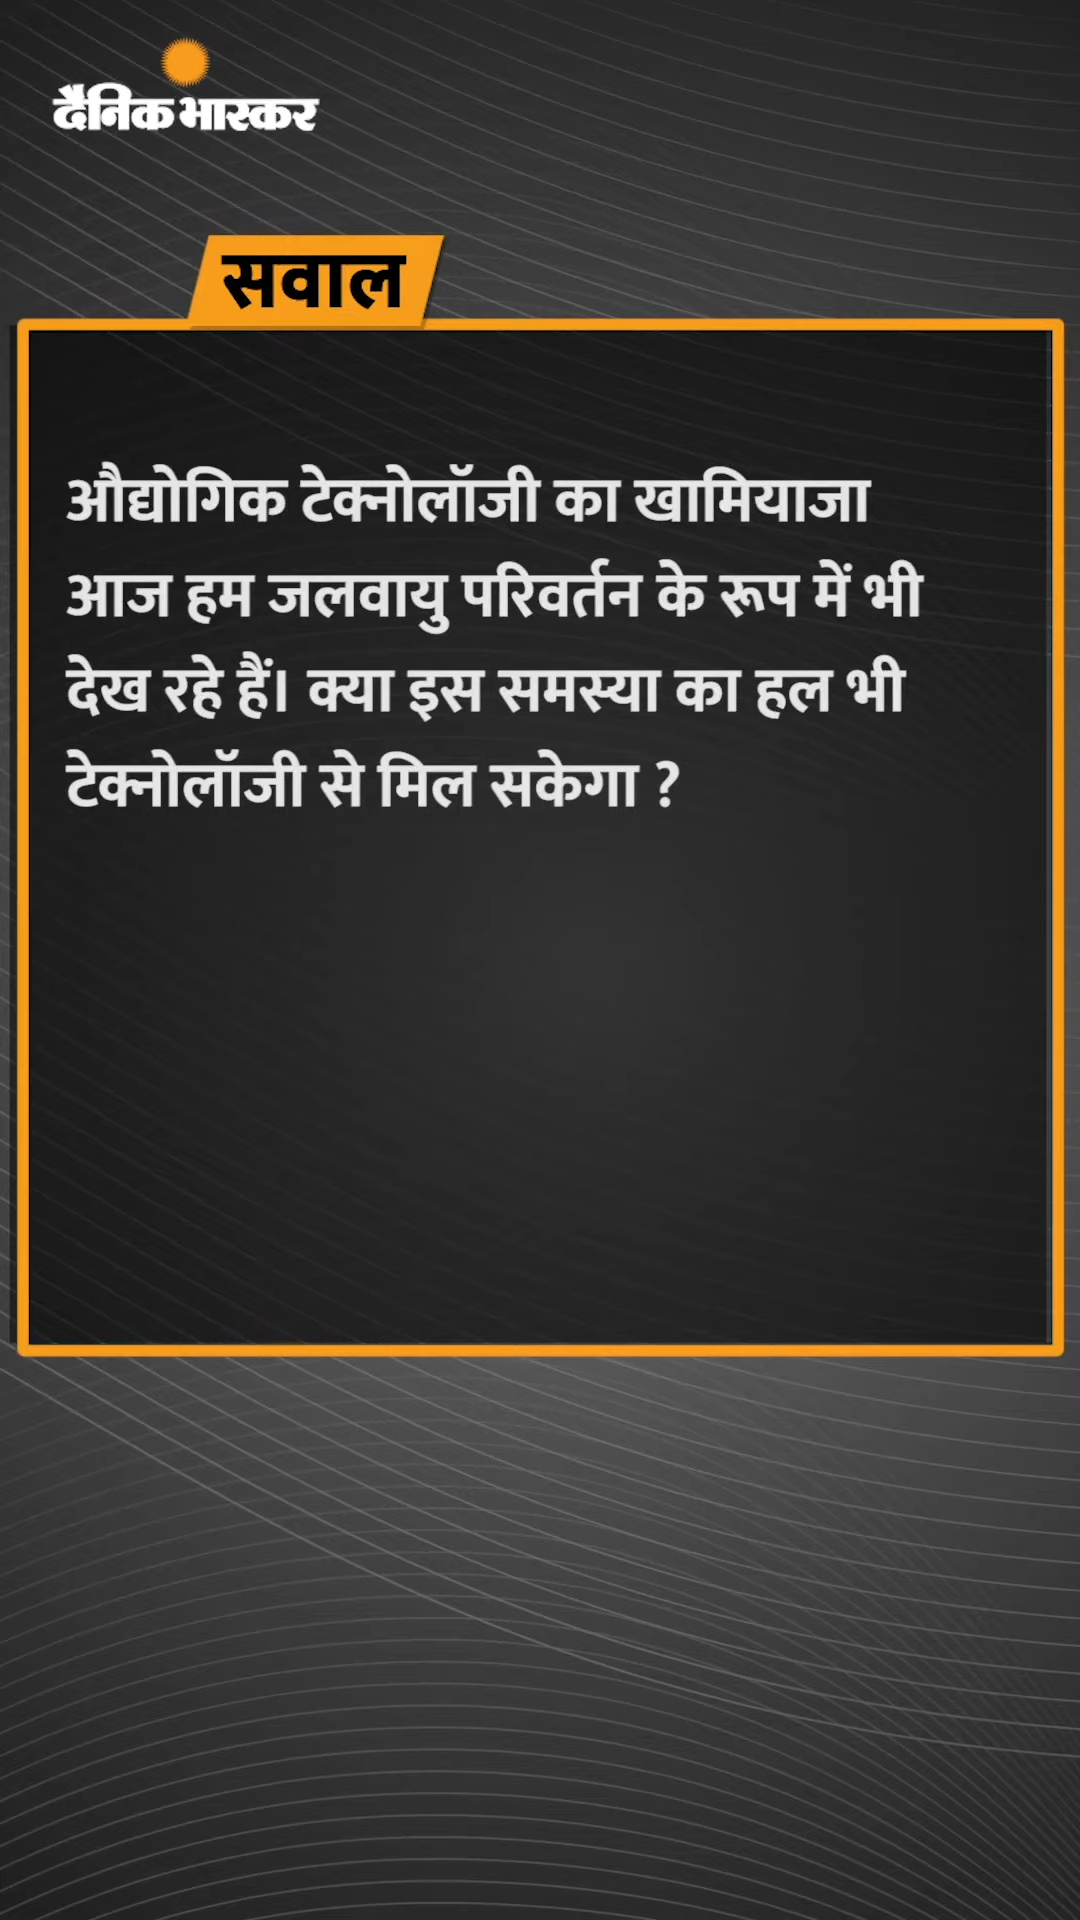 दैनिक भास्कर
सवाल
औद्योगिक टेक्नोलॉजी का खामियाजा
आज हम जलवायु परिवर्तन के रूप में भी
देख रहे हैं। क्या इस समस्या का हल भी
टेक्नोलॉजी से मिल सकेगा ?